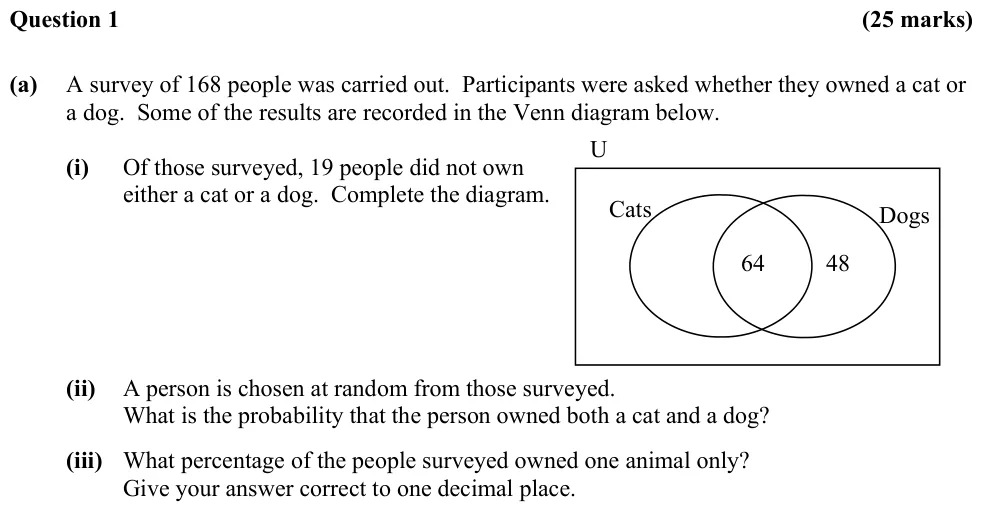 Question 1 (25 marks)
(a) A survey of 168 people was carried out. Participants were asked whether they owned a cat or
a dog. Some of the results are recorded in the Venn diagram below.
(i) Of those surveyed, 19 people did not own
either a cat or a dog. Complete the diagram.
U
Cats
Dogs
64
48
(ii) A person is chosen at random from those surveyed.
What is the probability that the person owned both a cat and a dog?
(iii) What percentage of the people surveyed owned one animal only?
Give your answer correct to one decimal place.